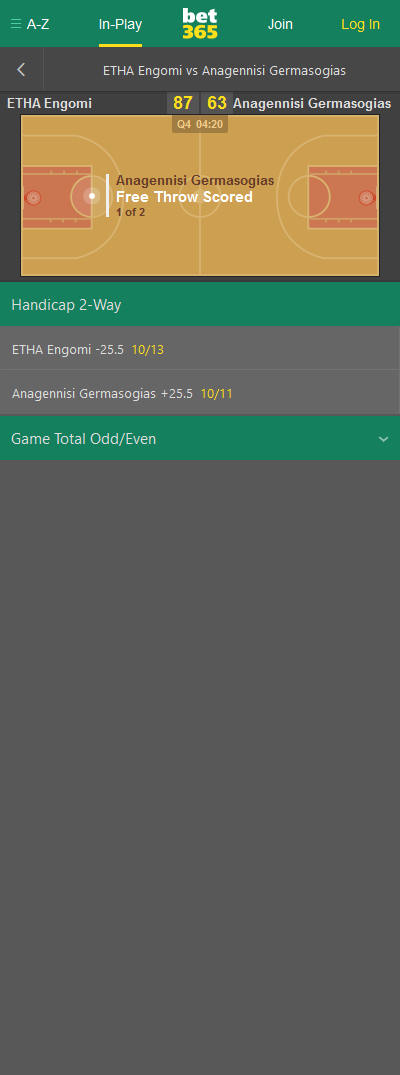 A-Z In-Play bet365 Join Log In
ETHA Engomi vs Anagennisi Germasogias
ETHA Engomi 87 63 Anagennisi Germasogias
Q4 04:20
Anagennisi Germasogias
Free Throw Scored
1 of 2
Handicap 2-Way
ETHA Engomi -25.5 10/13
Anagennisi Germasogias +25.5 10/11
Game Total Odd/Even